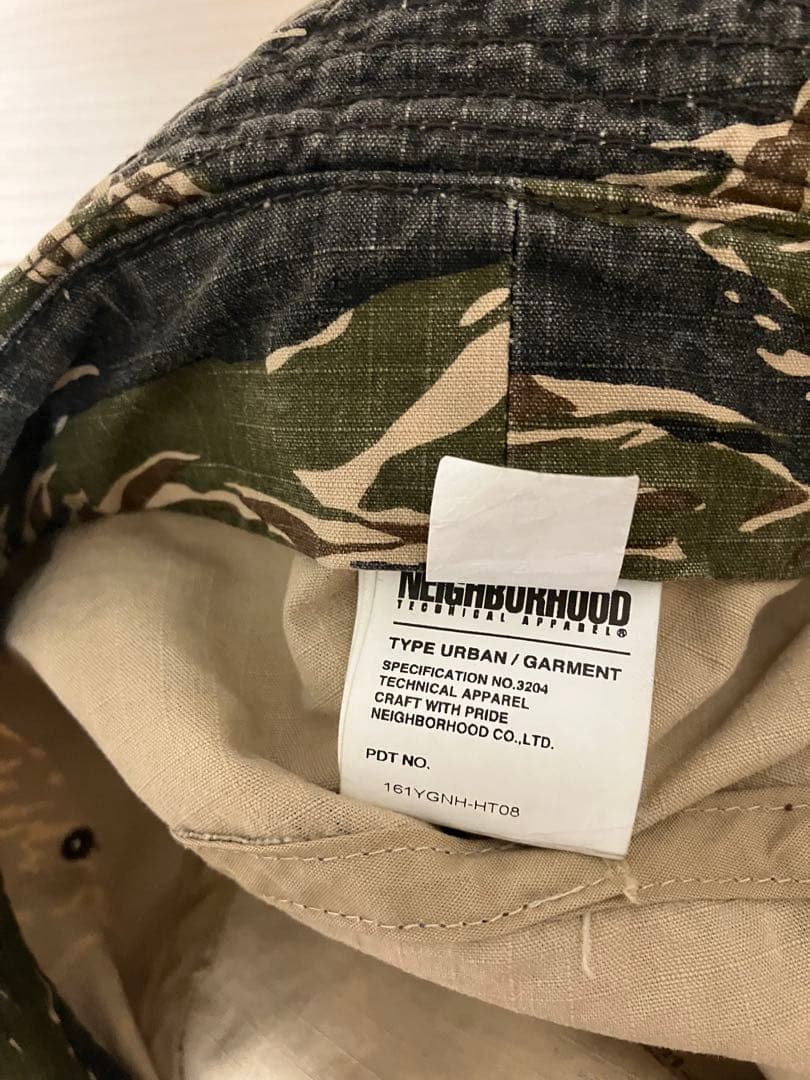 NEIGHBORHOOD
TECHNICAL APPAREL®
TYPE URBAN / GARMENT
SPECIFICATION NO.3204
TECHNICAL APPAREL
CRAFT WITH PRIDE
NEIGHBORHOOD CO.,LTD.
PDT NO.
161YGNH-HT08